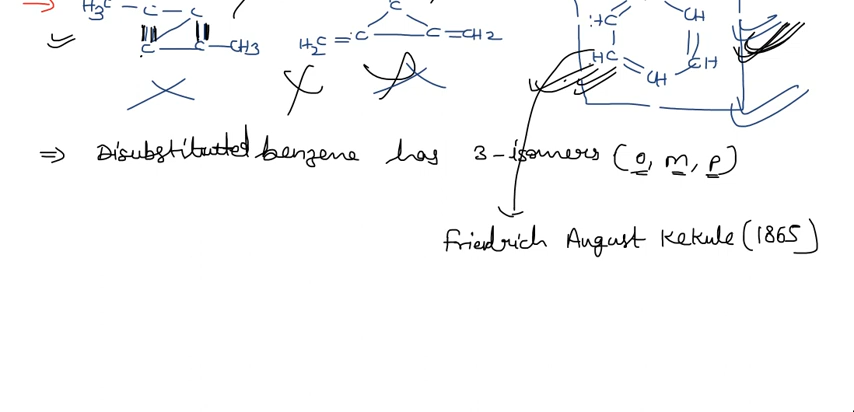 H3C - C - C
C - C - CH3
C
H2C = C - C = CH2
CH
HC
HC
CH
CH
⇒ Disubstituted benzene has 3-isomers (o, m, p)
Friedrich August Kekule (1865)